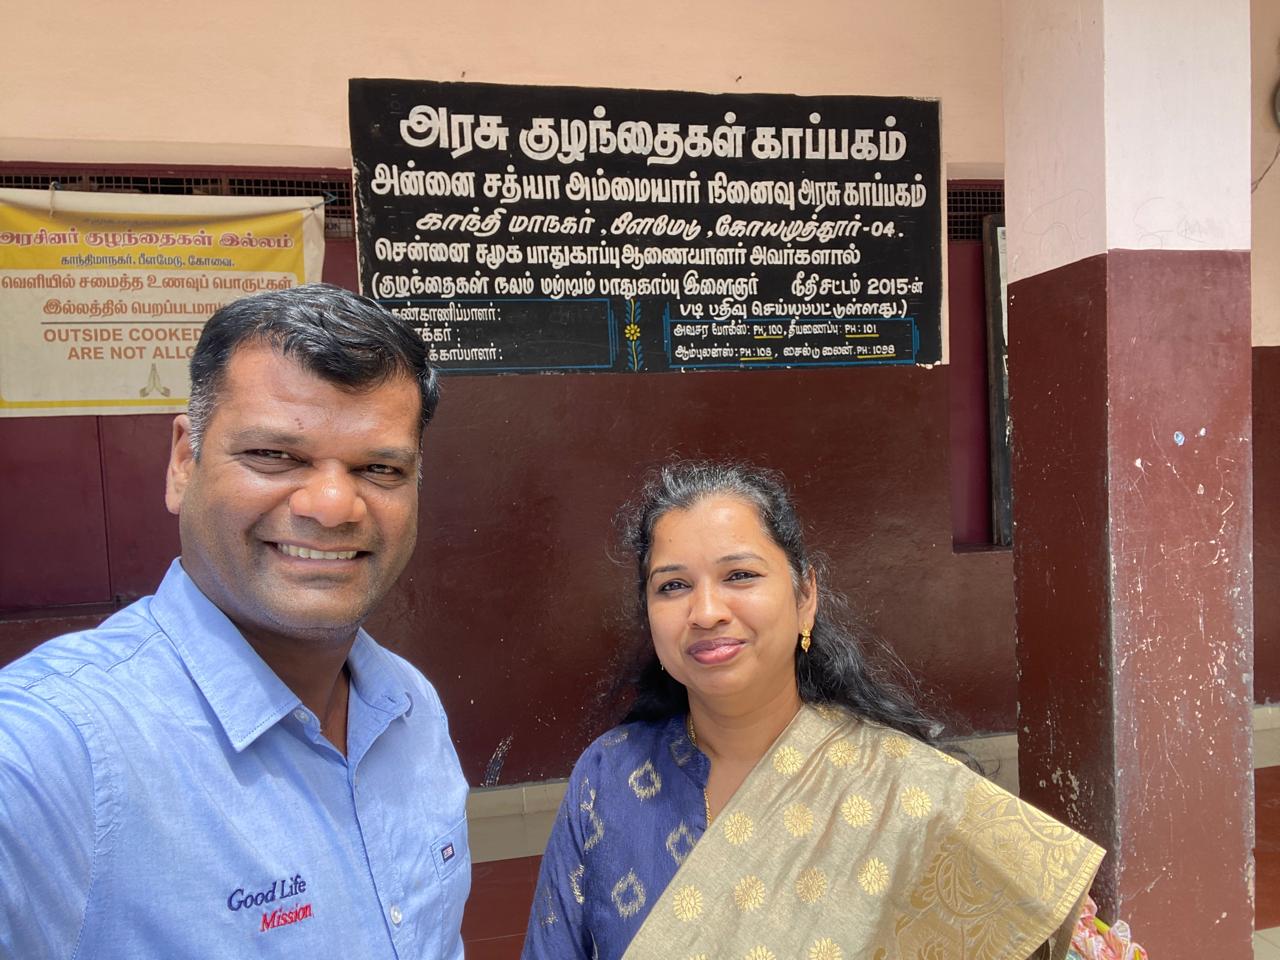 அரசு குழந்தைகள் காப்பகம்
அன்னை சத்யா அம்மையார் நினைவு அரசு காப்பகம்
காந்தி மாநகர் , பீளமேடு , கோயமுத்தூர் - 04 .
சென்னை சமூக பாதுகாப்பு ஆணையாளர் அவர்களால்
(குழந்தைகள் நலம் மற்றும் பாதுகாப்பு இளைஞர் நீதிசட்டம் 2015-ன்
படி பதிவு செய்யப்பட்டுள்ளது.)
அவசர போலீஸ்: PH; 100, தீயணைப்பு: PH : 101
ஆம்புலன்ஸ் : PH : 108 , சைல்டு லைன். PH : 1098
அரசினர் குழந்தைகள் இல்லம்
காந்திமாநகர், பீளமேடு, கோவை.
வெளியில் சமைத்த உணவுப் பொருட்கள்
இல்லத்தில்
OUTSIDE COOKED
ARE NOT
Good Life
Mission